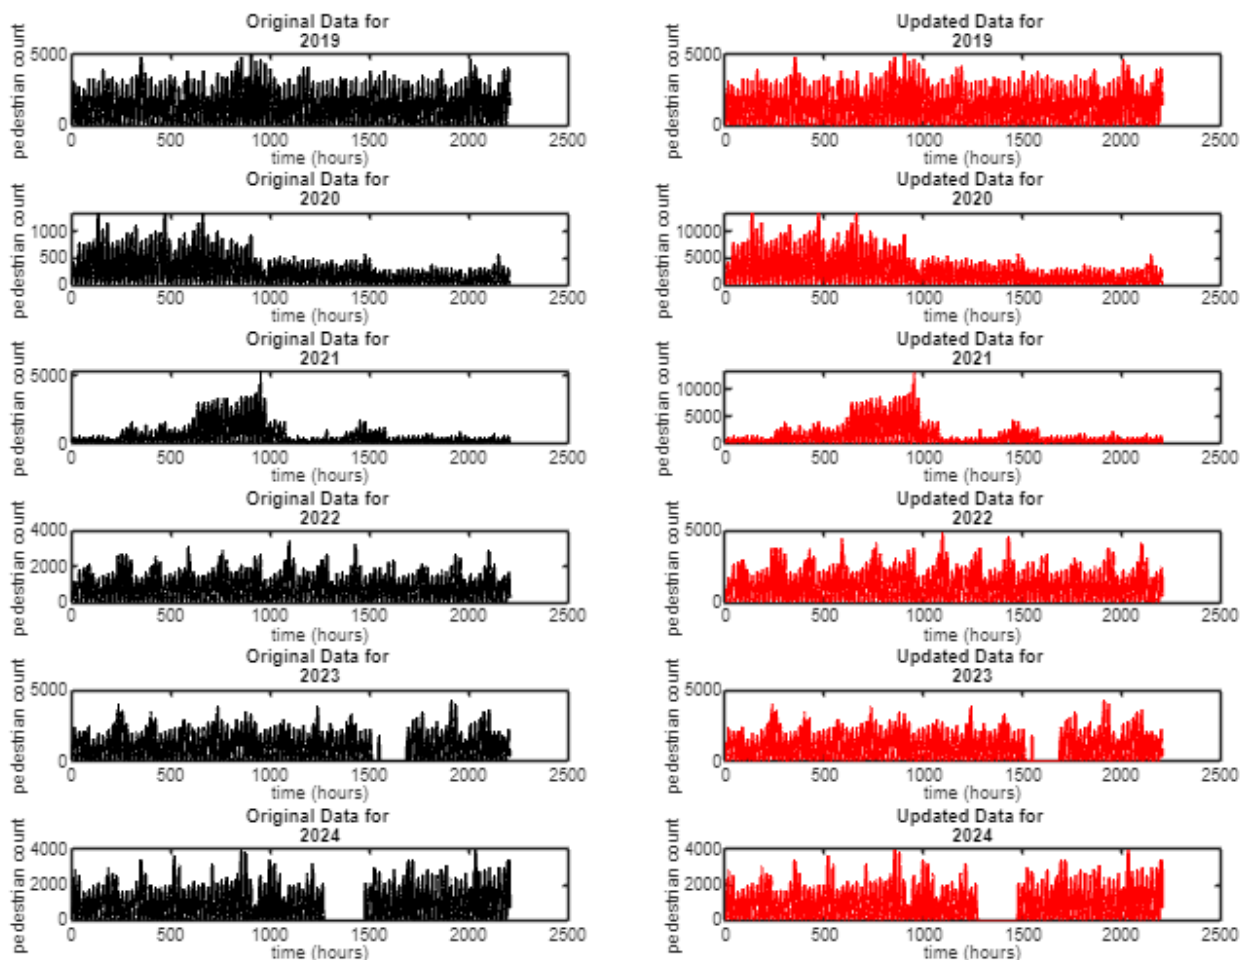 Original Data for
2019
pedestrian count
5000
0
0 500 1000 1500 2000 2500
time (hours)
Updated Data for
2019
pedestrian count
5000
0
0 500 1000 1500 2000 2500
time (hours)
Original Data for
2020
pedestrian count
1000
500
0
0 500 1000 1500 2000 2500
time (hours)
Updated Data for
2020
pedestrian count
10000
5000
0
0 500 1000 1500 2000 2500
time (hours)
Original Data for
2021
pedestrian count
5000
0
0 500 1000 1500 2000 2500
time (hours)
Updated Data for
2021
pedestrian count
10000
5000
0
0 500 1000 1500 2000 2500
time (hours)
Original Data for
2022
pedestrian count
4000
2000
0
0 500 1000 1500 2000 2500
time (hours)
Updated Data for
2022
pedestrian count
5000
0
0 500 1000 1500 2000 2500
time (hours)
Original Data for
2023
pedestrian count
5000
0
0 500 1000 1500 2000 2500
time (hours)
Updated Data for
2023
pedestrian count
5000
0
0 500 1000 1500 2000 2500
time (hours)
Original Data for
2024
pedestrian count
4000
2000
0
0 500 1000 1500 2000 2500
time (hours)
Updated Data for
2024
pedestrian count
4000
2000
0
0 500 1000 1500 2000 2500
time (hours)